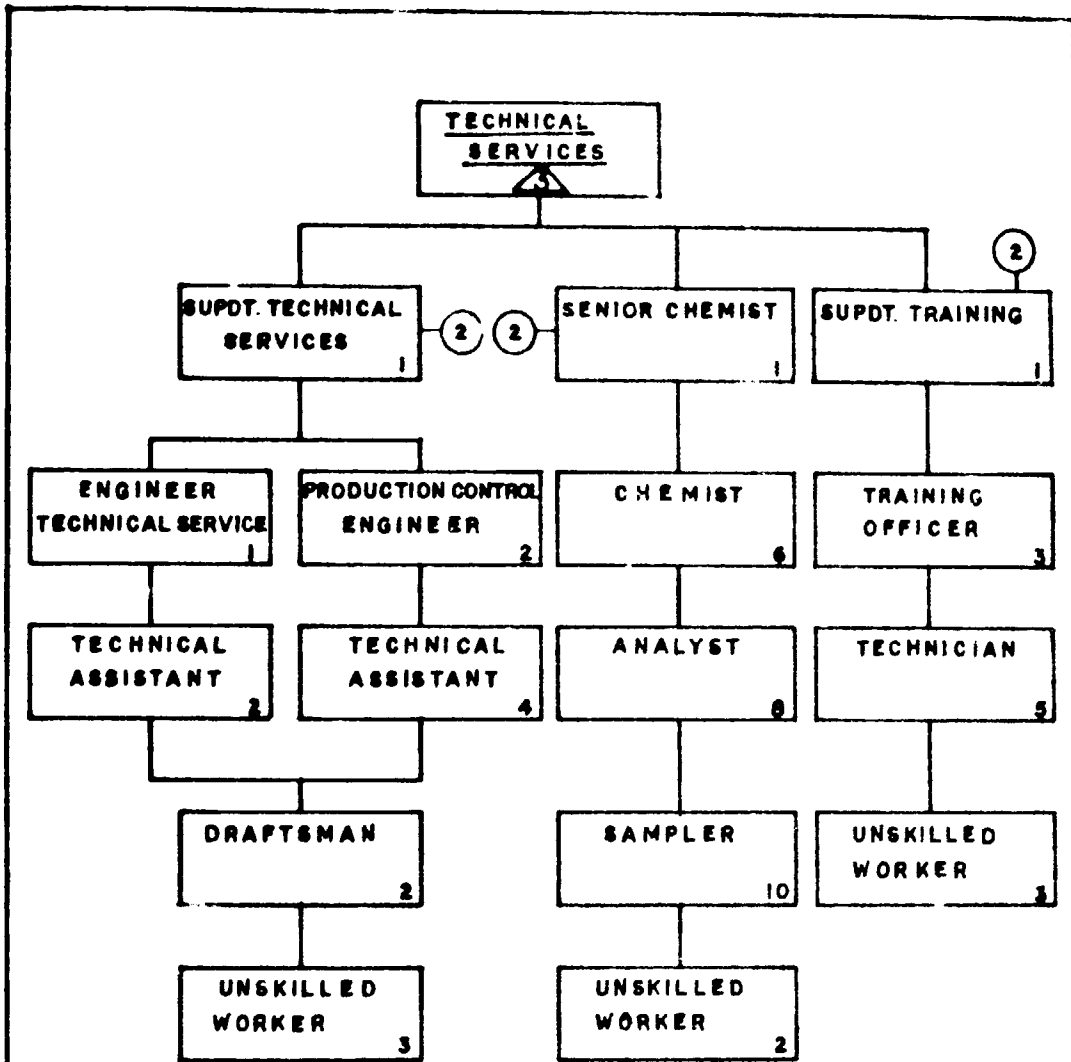 TECHNICAL
SERVICES
3
2
SUPDT. TECHNICAL
SERVICES
1
2
2
SENIOR CHEMIST
1
SUPDT. TRAINING
1
ENGINEER
TECHNICAL SERVICE
1
PRODUCTION CONTROL
ENGINEER
2
CHEMIST
6
TRAINING
OFFICER
3
TECHNICAL
ASSISTANT
2
TECHNICAL
ASSISTANT
4
ANALYST
8
TECHNICIAN
5
DRAFTSMAN
2
SAMPLER
10
UNSKILLED
WORKER
3
UNSKILLED
WORKER
3
UNSKILLED
WORKER
2